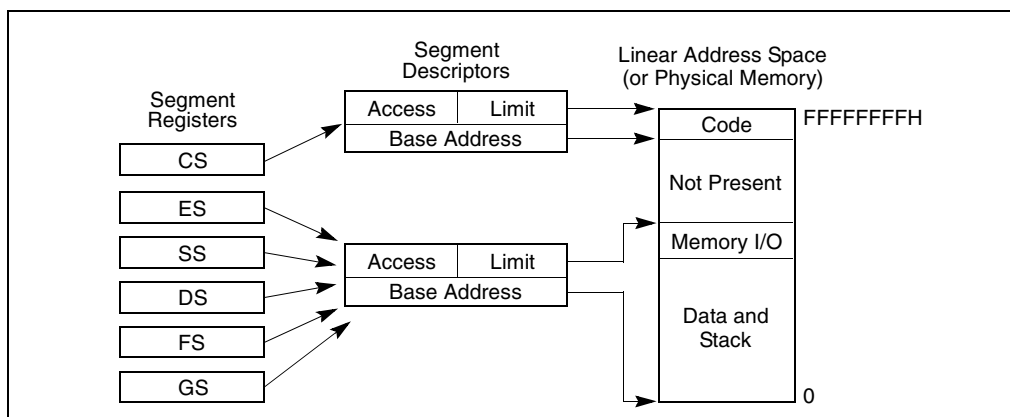 Segment
Registers
CS
ES
SS
DS
FS
GS
Segment
Descriptors
Access Limit
Base Address
Access Limit
Base Address
Linear Address Space
(or Physical Memory)
Code
FFFFFFFFH
Not Present
Memory I/O
Data and
Stack
0